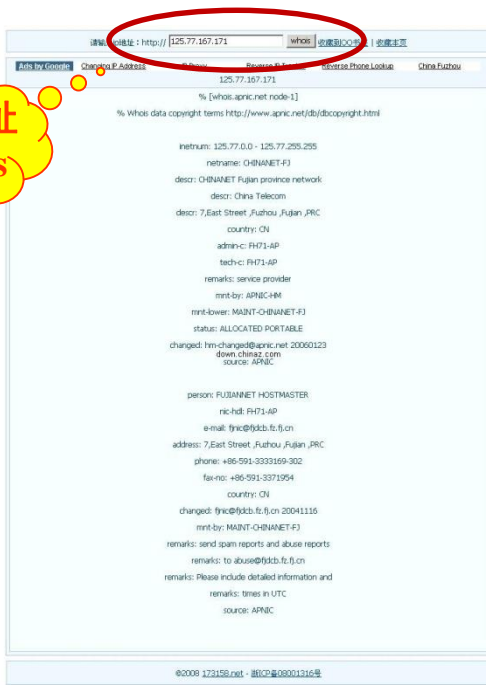 ip地址：http:// 125.77.167.171 whois 收藏到QQ书 | 收藏本页
Ads by Google Changing IP Address IP Proxy Reverse IP Reverse Phone Lookup China Fuzhou
125.77.167.171
% [whois.apnic.net node-1]
% Whois data copyright terms http://www.apnic.net/db/dbcopyright.html
址
s
inetnum: 125.77.0.0 - 125.77.255.255
netname: CHINANET-FJ
descr: CHINANET Fujian province network
descr: China Telecom
descr: 7,East Street ,Fuzhou ,Fujian ,PRC
country: CN
admin-c: FH71-AP
tech-c: FH71-AP
remarks: service provider
mnt-by: APNIC-HM
mnt-lower: MAINT-CHINANET-FJ
status: ALLOCATED PORTABLE
changed: hm-changed@apnic.net 20060123
down.chinaz.com
source: APNIC
person: FUJIANNET HOSTMASTER
nic-hdl: FH71-AP
e-mail: fjnic@fjdcb.fz.fj.cn
address: 7,East Street ,Fuzhou ,Fujian ,PRC
phone: +86-591-3333169-302
fax-no: +86-591-3371954
country: CN
changed: fjnic@fjdcb.fz.fj.cn 20041116
mnt-by: MAINT-CHINANET-FJ
remarks: send spam reports and abuse reports
remarks: to abuse@fjdcb.fz.fj.cn
remarks: Please include detailed information and
remarks: times in UTC
source: APNIC
©2008 173158.net - 浙ICP备08001316号